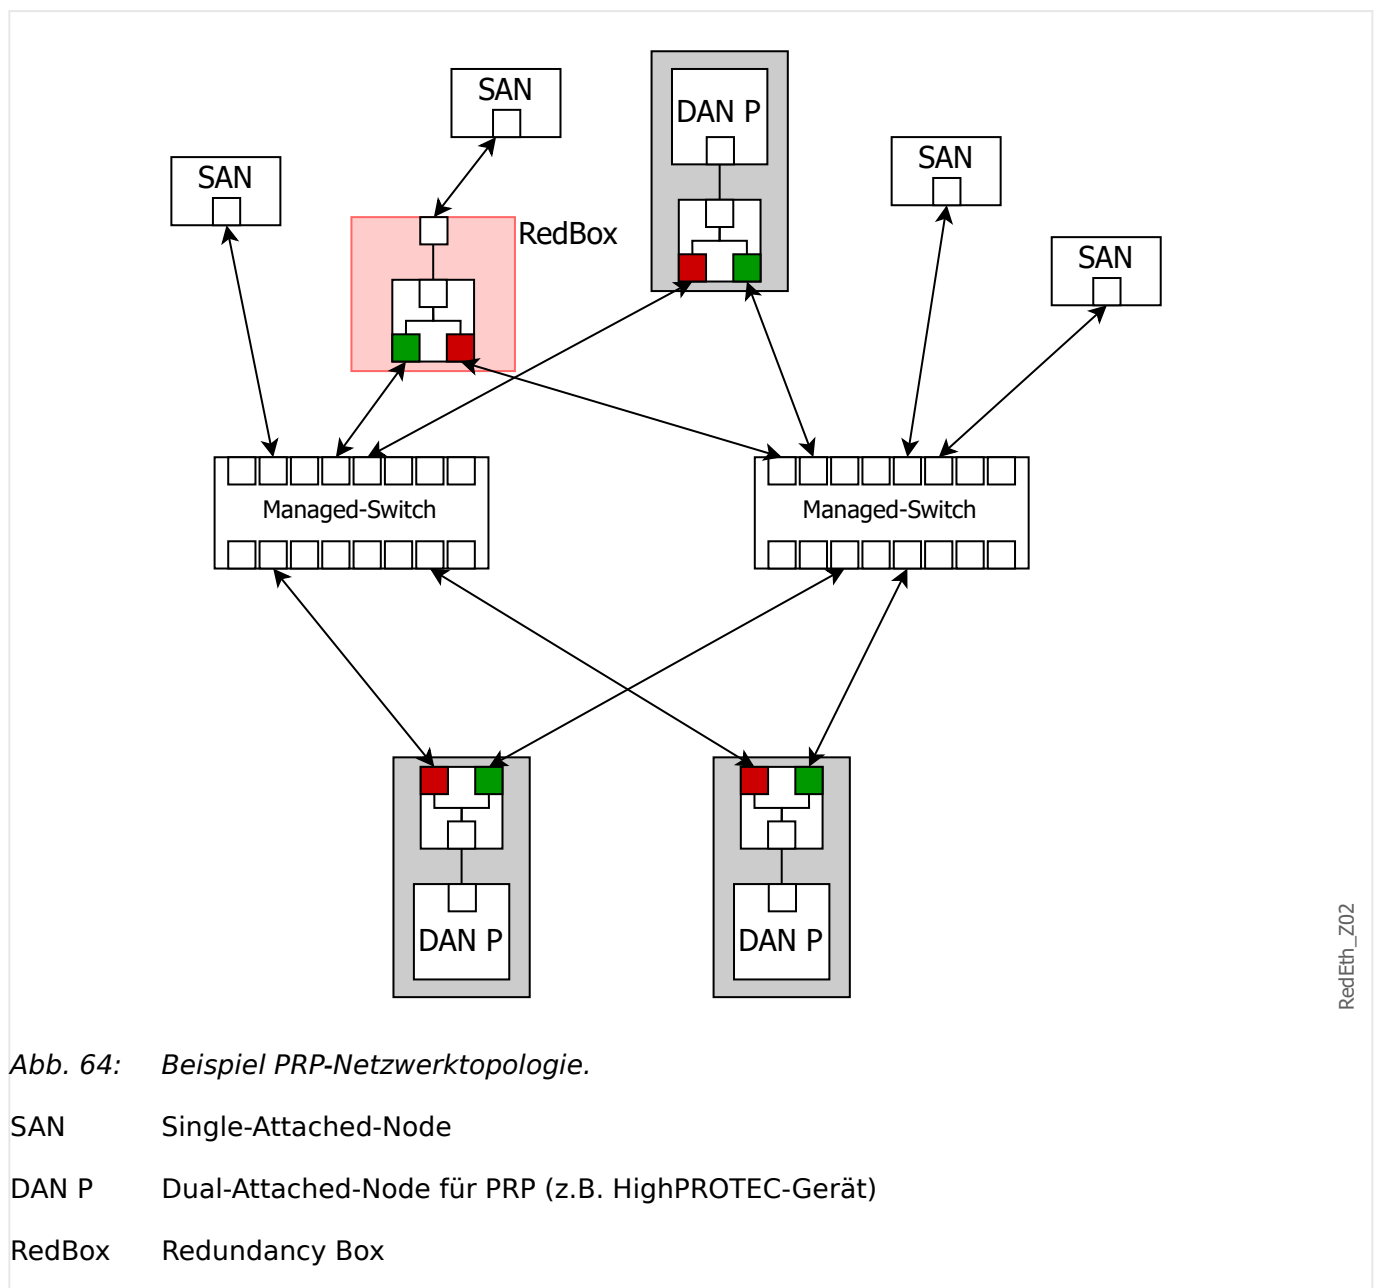 SAN
DAN P
SAN
SAN
RedBox
SAN
SAN
Managed-Switch
Managed-Switch
DAN P
DAN P
RedEth_Z02
Abb. 64: Beispiel PRP-Netzwerktopologie.
SAN Single-Attached-Node
DAN P Dual-Attached-Node für PRP (z.B. HighPROTEC-Gerät)
RedBox Redundancy Box